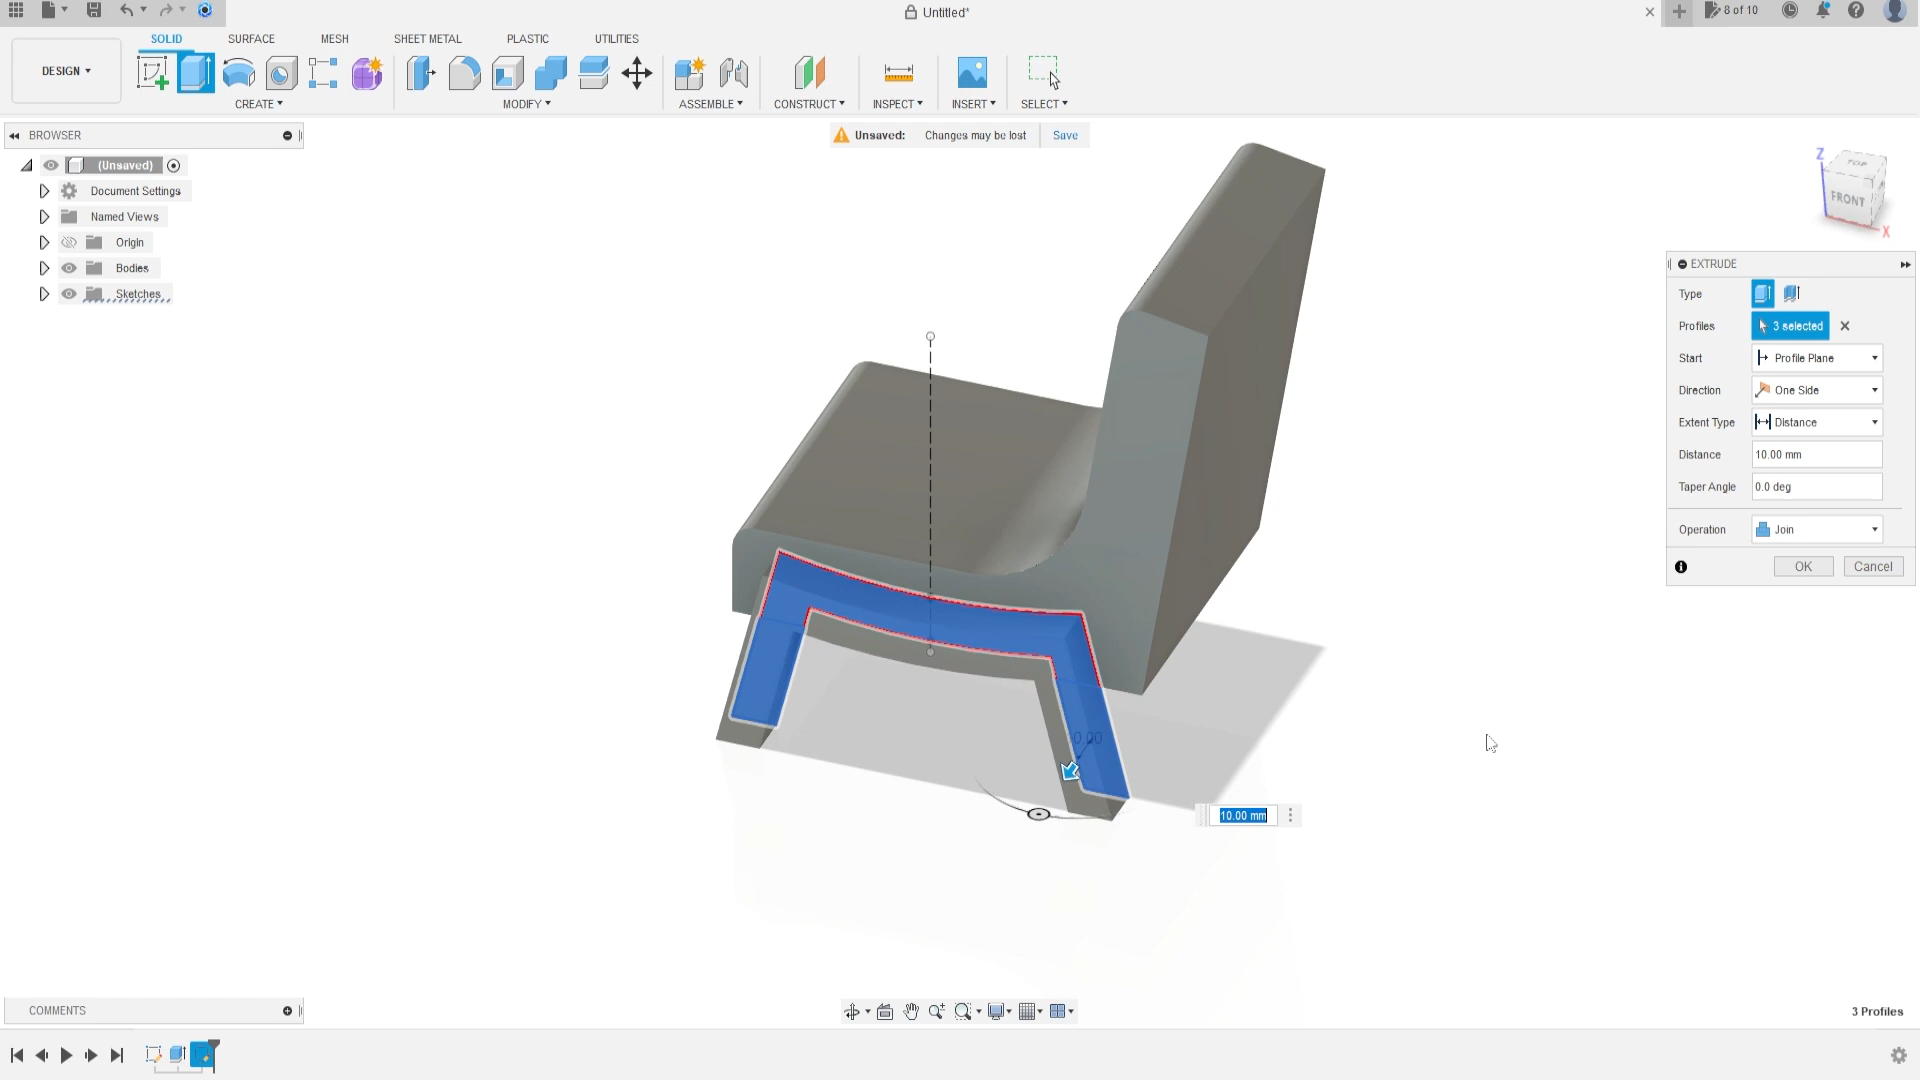 Untitled*
8 of 10
SOLID SURFACE MESH SHEET METAL PLASTIC UTILITIES
DESIGN
CREATE MODIFY ASSEMBLE CONSTRUCT INSPECT INSERT SELECT
BROWSER
Unsaved: Changes may be lost Save
(Unsaved)
Document Settings
Named Views
Origin
Bodies
Sketches
Z
TOP
FRONT
X
EXTRUDE
Type
Profiles 3 selected
Start Profile Plane
Direction One Side
Extent Type Distance
Distance 10.00 mm
Taper Angle 0.0 deg
Operation Join
OK Cancel
0.00
10.00 mm
COMMENTS
3 Profiles